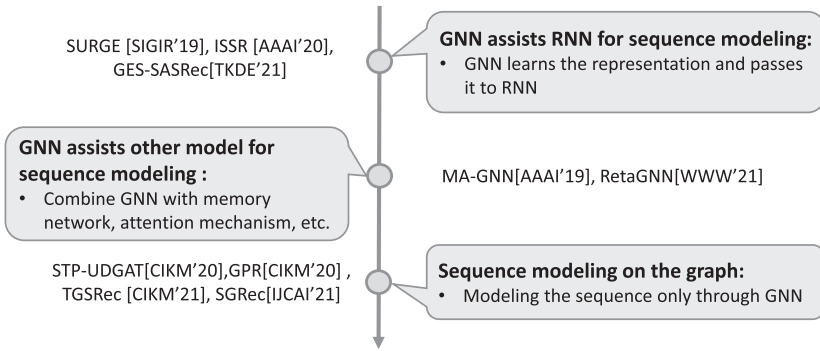 SURGE [SIGIR'19], ISSR [AAAI'20],
GES-SASRec[TKDE'21]
GNN assists RNN for sequence modeling:
• GNN learns the representation and passes
it to RNN
GNN assists other model for
sequence modeling :
• Combine GNN with memory
network, attention mechanism, etc.
MA-GNN[AAAI'19], RetaGNN[WWW'21]
STP-UDGAT[CIKM'20],GPR[CIKM'20] ,
TGSRec [CIKM'21], SGRec[IJCAI'21]
Sequence modeling on the graph:
• Modeling the sequence only through GNN